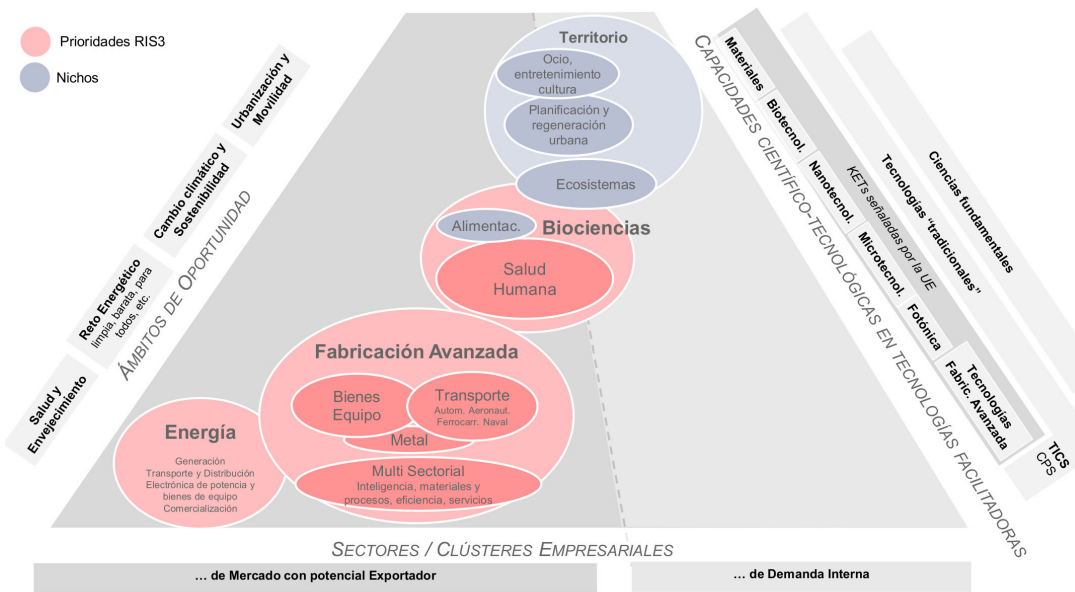 Prioridades RIS3
Nichos
Urbanización y
Movilidad
Cambio climático y
Sostenibilidad
Reto Energético
limpia, barata, para
todos, etc.
Salud y
Envejecimiento
ÁMBITOS DE OPORTUNIDAD
Territorio
Ocio,
entretenimiento
cultura
Planificación y
regeneración
urbana
Ecosistemas
Alimentac.
Biociencias
Salud
Humana
Fabricación Avanzada
Bienes
Equipo
Transporte
Autom. Aeronaut.
Ferrocarr. Naval
Metal
Multi Sectorial
Inteligencia, materiales y
procesos, eficiencia, servicios
Energía
Generación
Transporte y Distribución
Electrónica de potencia y
bienes de equipo
Comercialización
CAPACIDADES CIENTÍFICO-TECNOLÓGICAS EN TECNOLOGÍAS FACILITADORAS
Materiales
Biotecnol.
Nanotecnol.
Microtecnol.
Fotónica
Tecnologías
Fabric. Avanzada
KETs señaladas por la UE
TICS
CPS
Tecnologías “tradicionales”
Ciencias fundamentales
SECTORES / CLÚSTERES EMPRESARIALES
... de Mercado con potencial Exportador
... de Demanda Interna